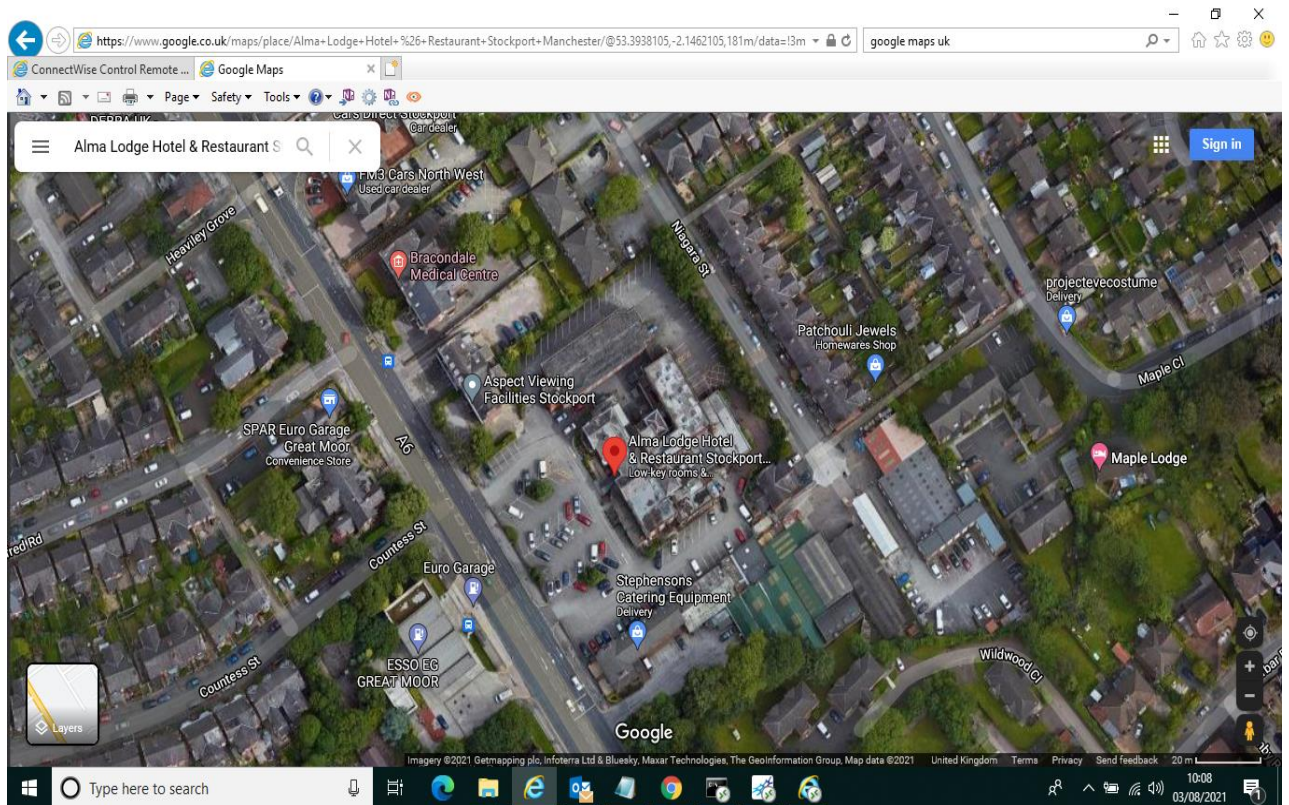 https://www.google.co.uk/maps/place/Alma+Lodge+Hotel+%26+Restaurant+Stockport+Manchester/@53.3938105,-2.1462105,181m/data=!3m
google maps uk
ConnectWise Control Remote ...
Google Maps
Page
Safety
Tools
DEBRA UK
Cars Direct Stockport
Car dealer
Alma Lodge Hotel & Restaurant S
Sign in
FM3 Cars North West
Used car dealer
Heaviley Grove
Niagara St
Bracondale
Medical Centre
projectevecostume
Delivery
Patchouli Jewels
Homewares Shop
Maple Cl
Aspect Viewing
Facilities Stockport
SPAR Euro Garage
Great Moor
Convenience Store
A6
Alma Lodge Hotel
& Restaurant Stockport...
Low-key rooms &...
Maple Lodge
Countess St
Euro Garage
Stephensons
Catering Equipment
Delivery
ESSO EG
GREAT MOOR
Countess St
Wildwood Cl
Layers
Google
Imagery ©2021 Getmapping plc, Infoterra Ltd & Bluesky, Maxar Technologies, The GeoInformation Group, Map data ©2021
United Kingdom
Terms
Privacy
Send feedback
20 m
Type here to search
10:08
03/08/2021
1